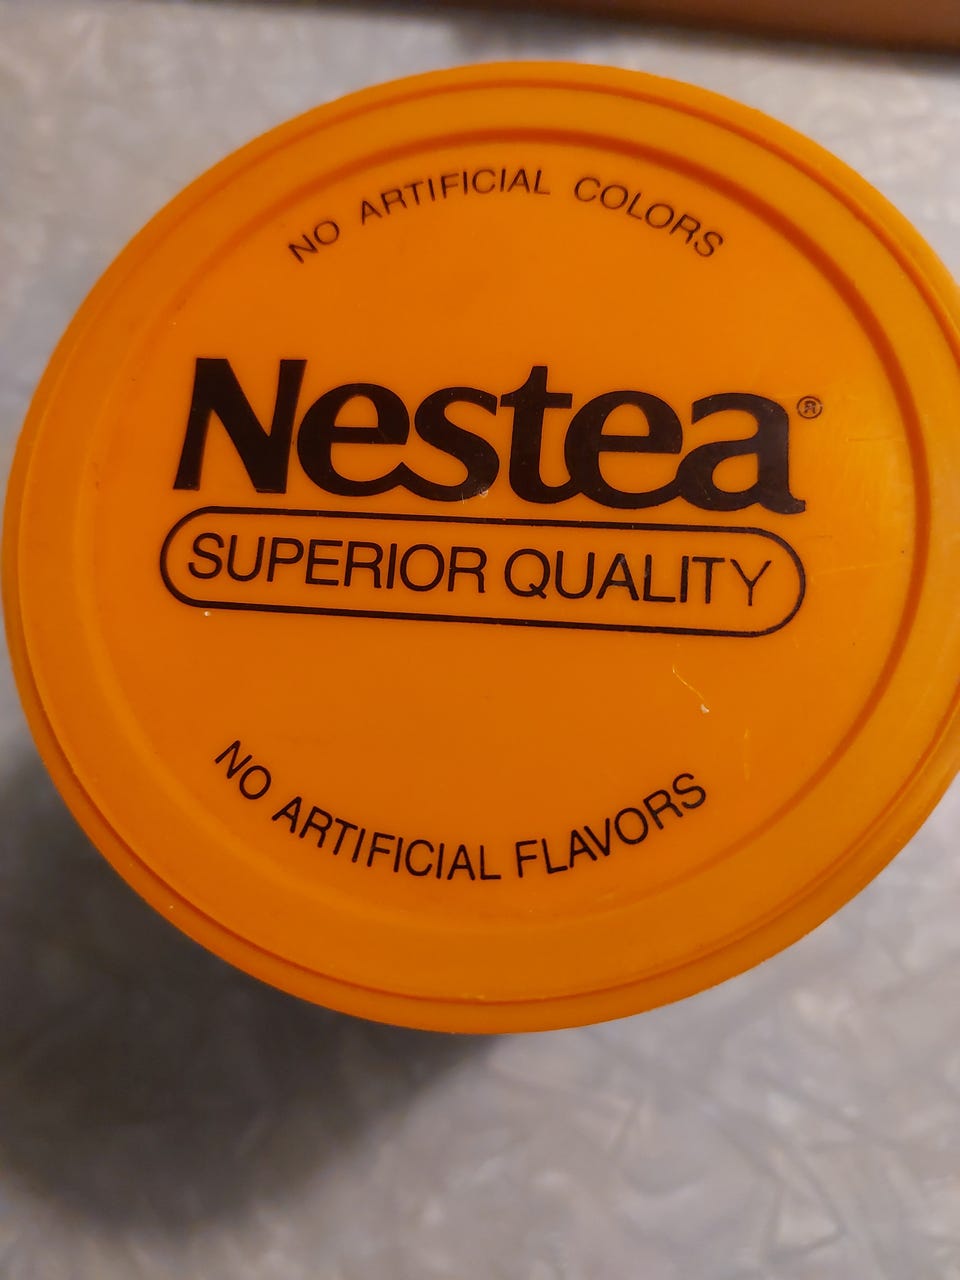 NO ARTIFICIAL COLORS
Nestea®
SUPERIOR QUALITY
NO ARTIFICIAL FLAVORS